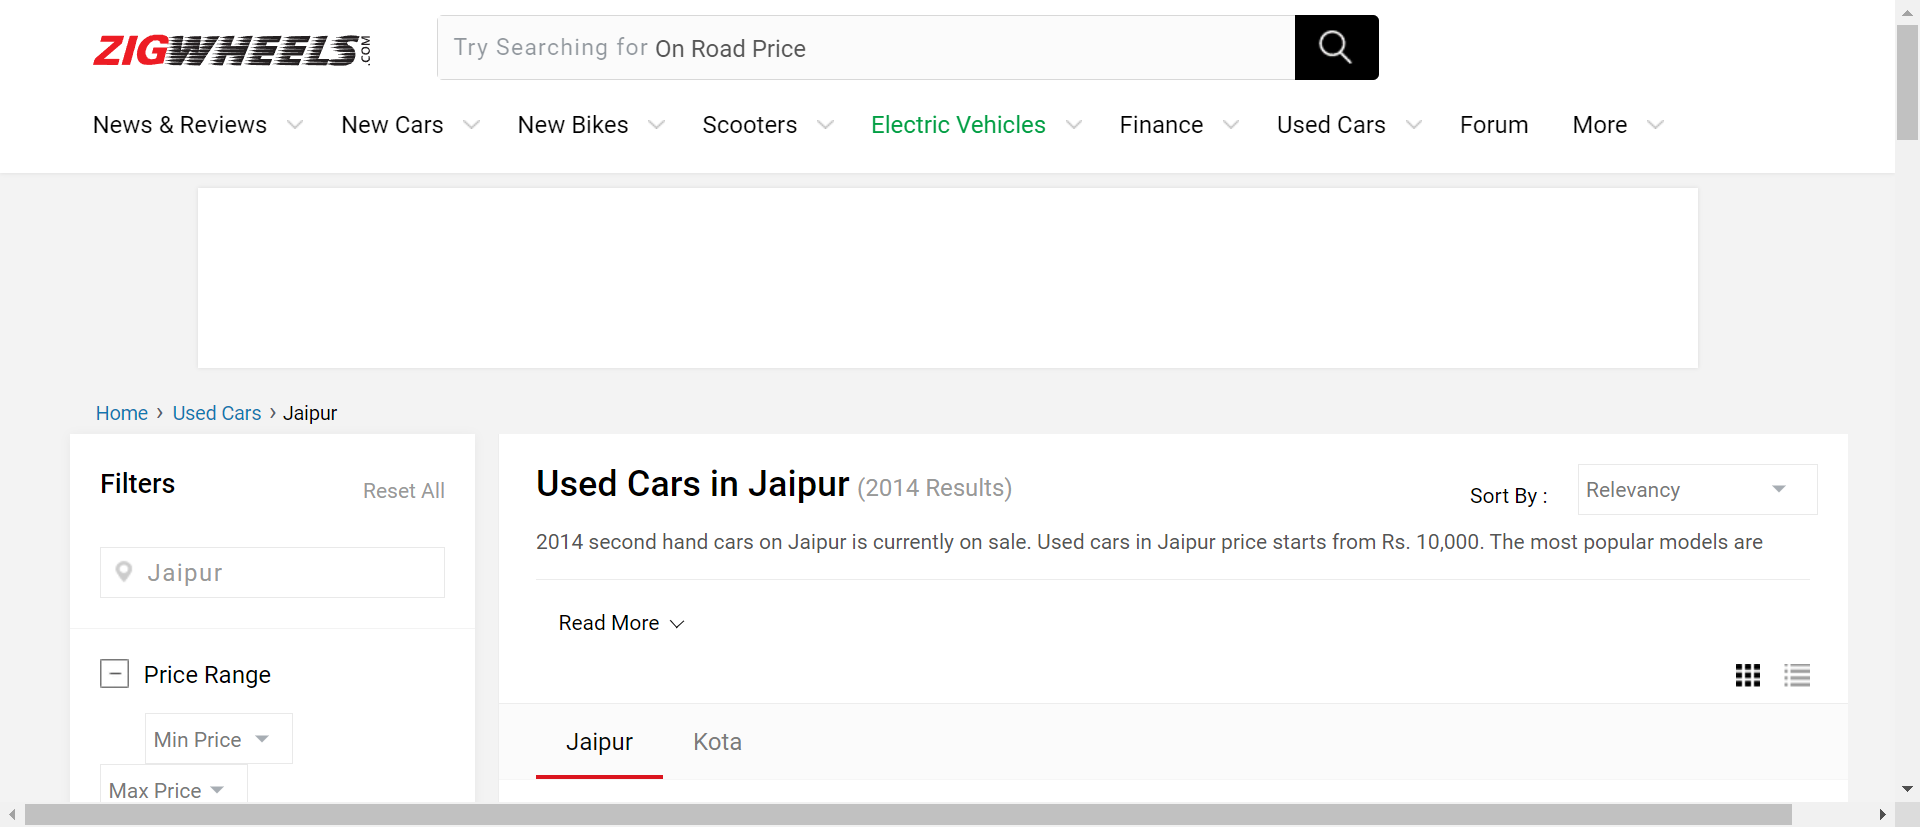 ZIGWHEELS.COM
Try Searching for On Road Price
News & Reviews New Cars New Bikes Scooters Electric Vehicles Finance Used Cars Forum More
Home › Used Cars › Jaipur
Filters
Reset All
Jaipur
Price Range
Min Price
Max Price
Used Cars in Jaipur (2014 Results)
Sort By :
Relevancy
2014 second hand cars on Jaipur is currently on sale. Used cars in Jaipur price starts from Rs. 10,000. The most popular models are
Read More
Jaipur Kota